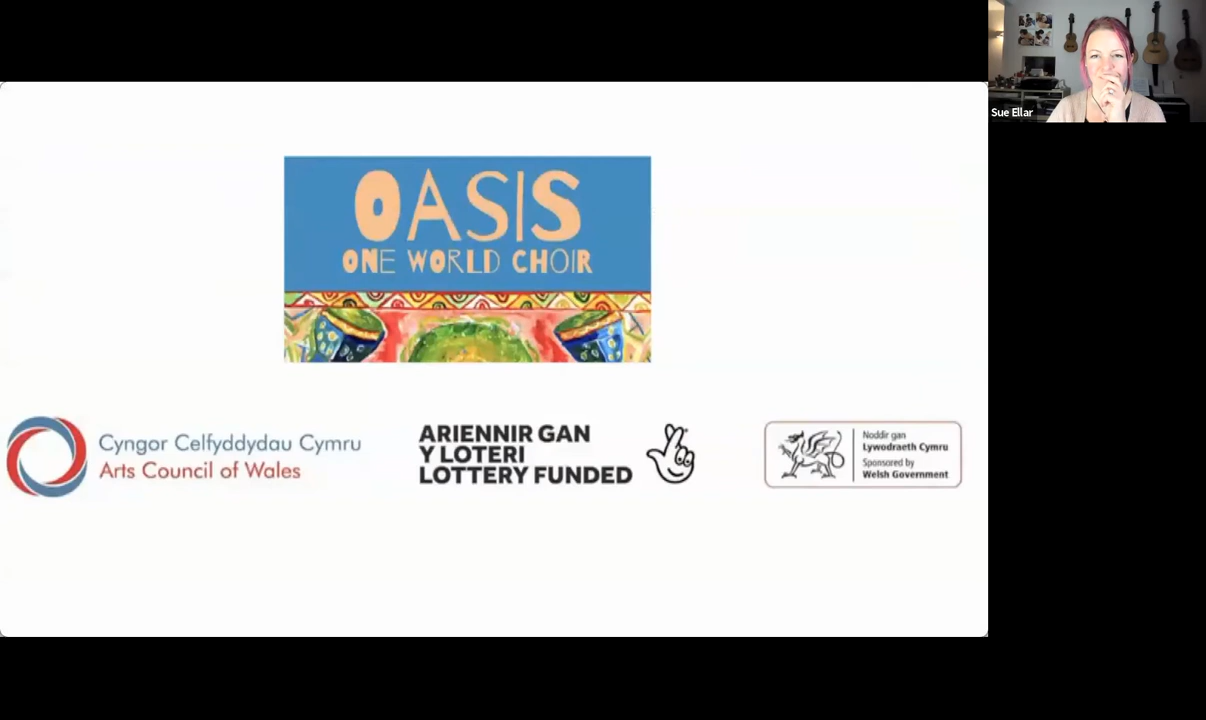 OASIS
ONE WORLD CHOIR
Cyngor Celfyddydau Cymru
Arts Council of Wales
ARIENNIR GAN
Y LOTERI
LOTTERY FUNDED
Noddir gan
Lywodraeth Cymru
Sponsored by
Welsh Government
Sue Ellar